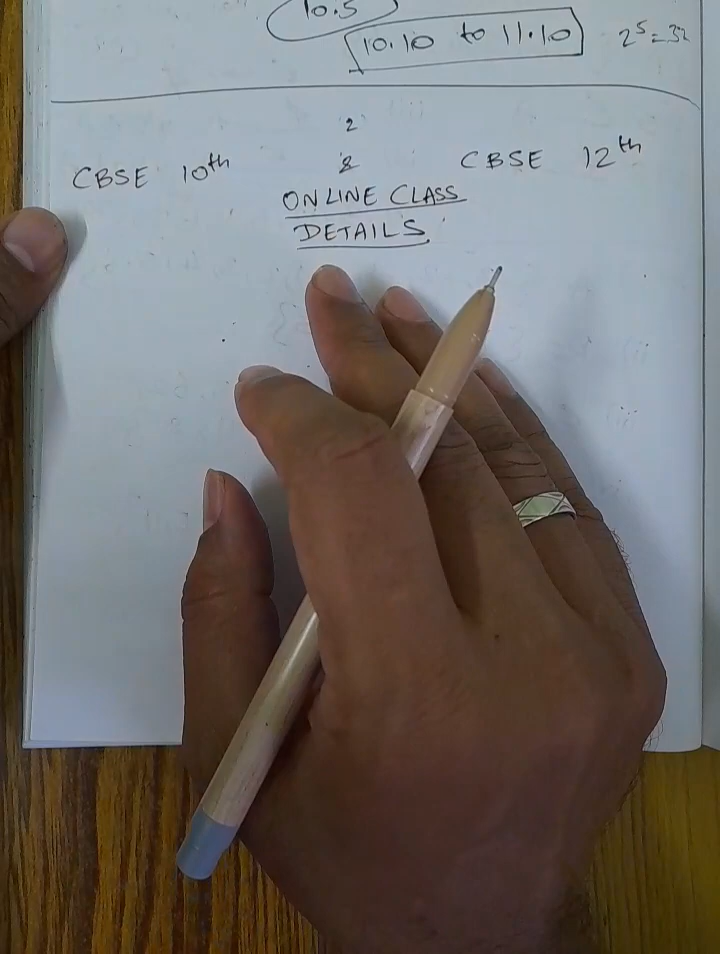 10.5
10.10 to 11.10 2⁵=32
2
CBSE 10th & CBSE 12th
ONLINE CLASS
DETAILS.